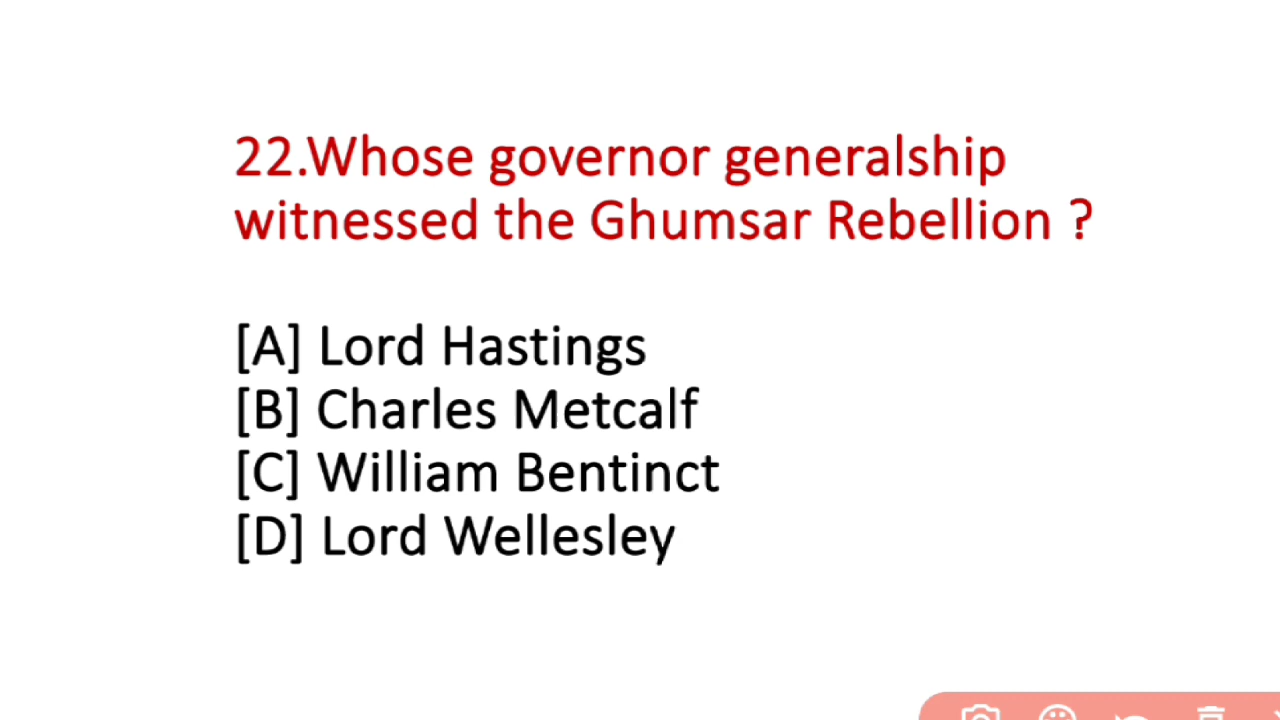 22.Whose governor generalship
witnessed the Ghumsar Rebellion ?
[A] Lord Hastings
[B] Charles Metcalf
[C] William Bentinct
[D] Lord Wellesley